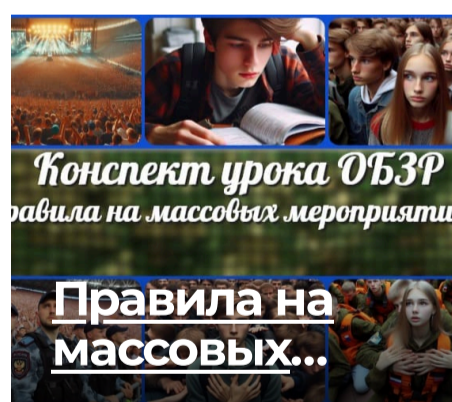 Конспект урока ОБЗР
равила на массовых мероприяти
Правила на
массовых...